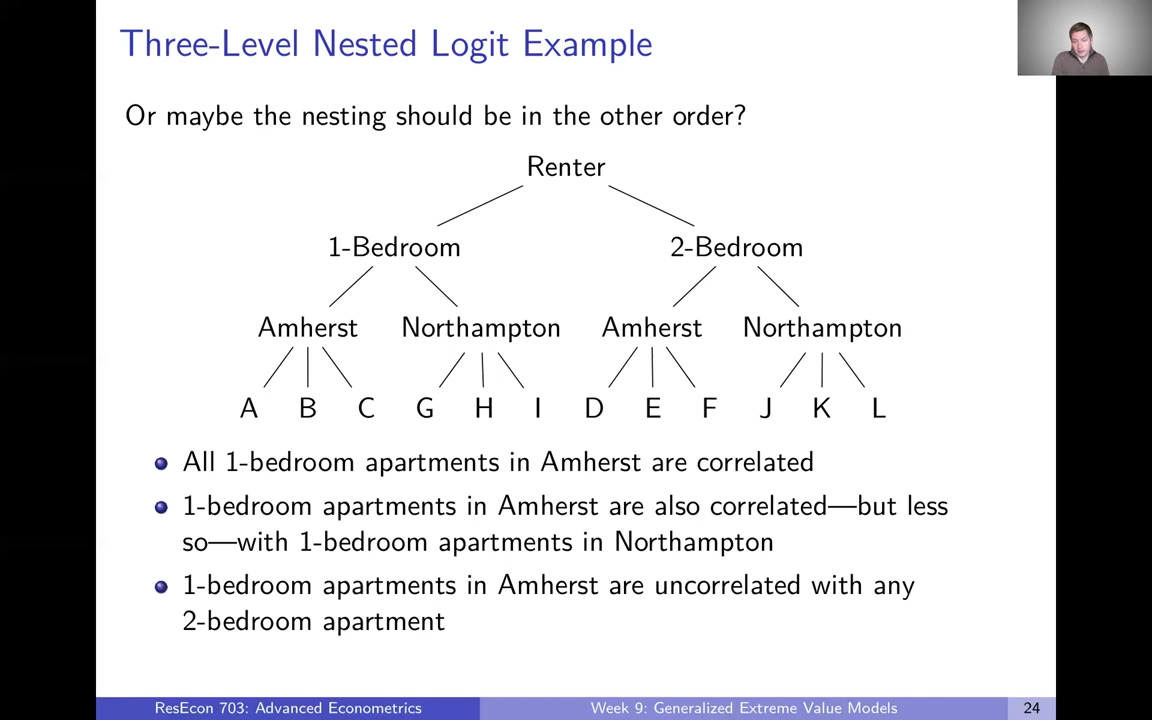 Three-Level Nested Logit Example
Or maybe the nesting should be in the other order?
Renter
1-Bedroom 2-Bedroom
Amherst Northampton Amherst Northampton
A B C G H I D E F J K L
All 1-bedroom apartments in Amherst are correlated
1-bedroom apartments in Amherst are also correlated—but less
so—with 1-bedroom apartments in Northampton
1-bedroom apartments in Amherst are uncorrelated with any
2-bedroom apartment
ResEcon 703: Advanced Econometrics Week 9: Generalized Extreme Value Models 24